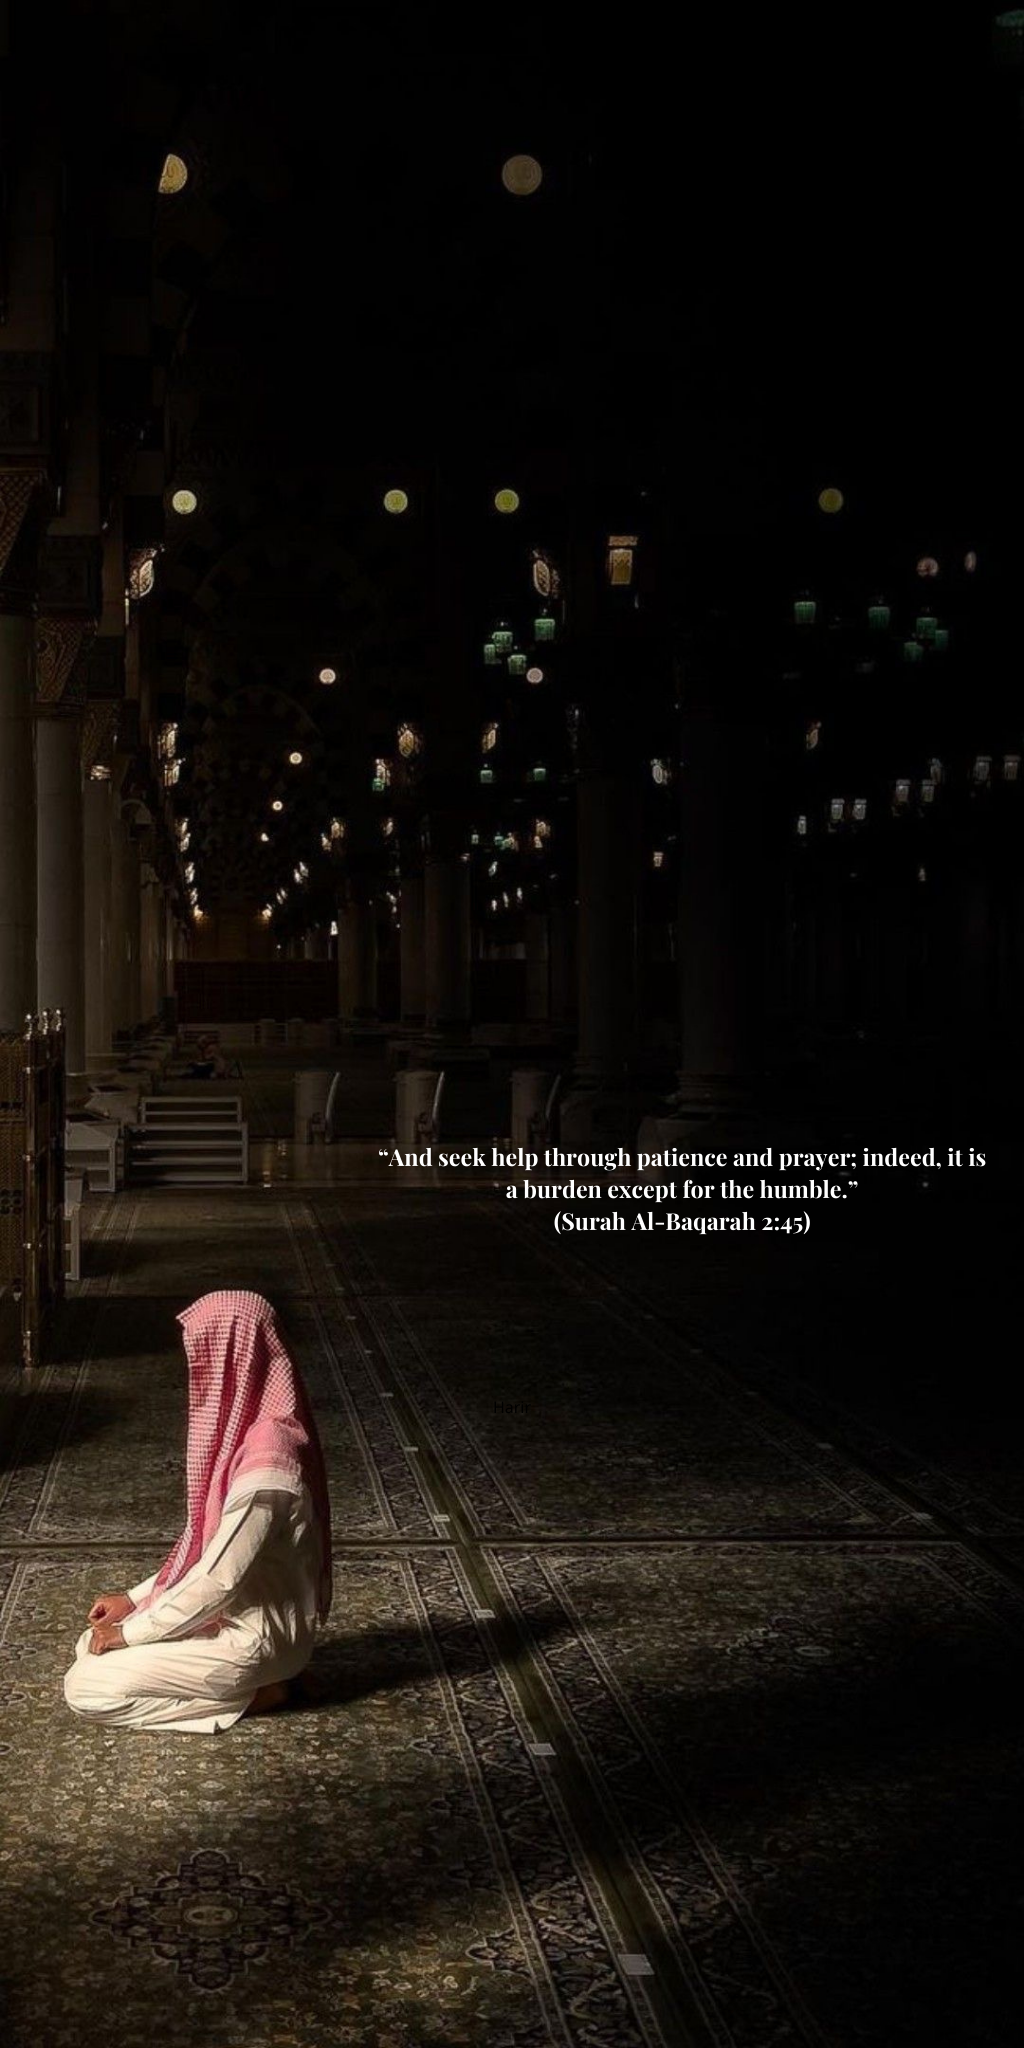 “And seek help through patience and prayer; indeed, it is
a burden except for the humble.”
(Surah Al-Baqarah 2:45)